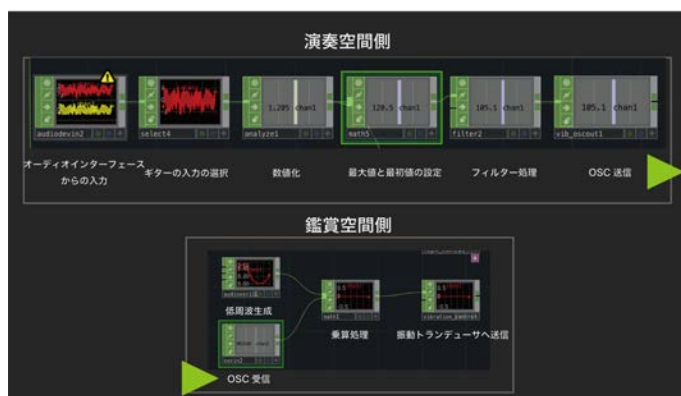 演奏空間側
audiodevin2
select4
1.205 chan1
analyze1
120.5 chan1
math5
105.1 chan1
filter2
105.1 chan1
vib_oscout1
オーディオインターフェース
からの入力
ギターの入力の選択
数値化
最大値と最初値の設定
フィルター処理
OSC 送信
鑑賞空間側
低周波生成
math1
乗算処理
振動トランデューサへ送信
oscin2
OSC 受信